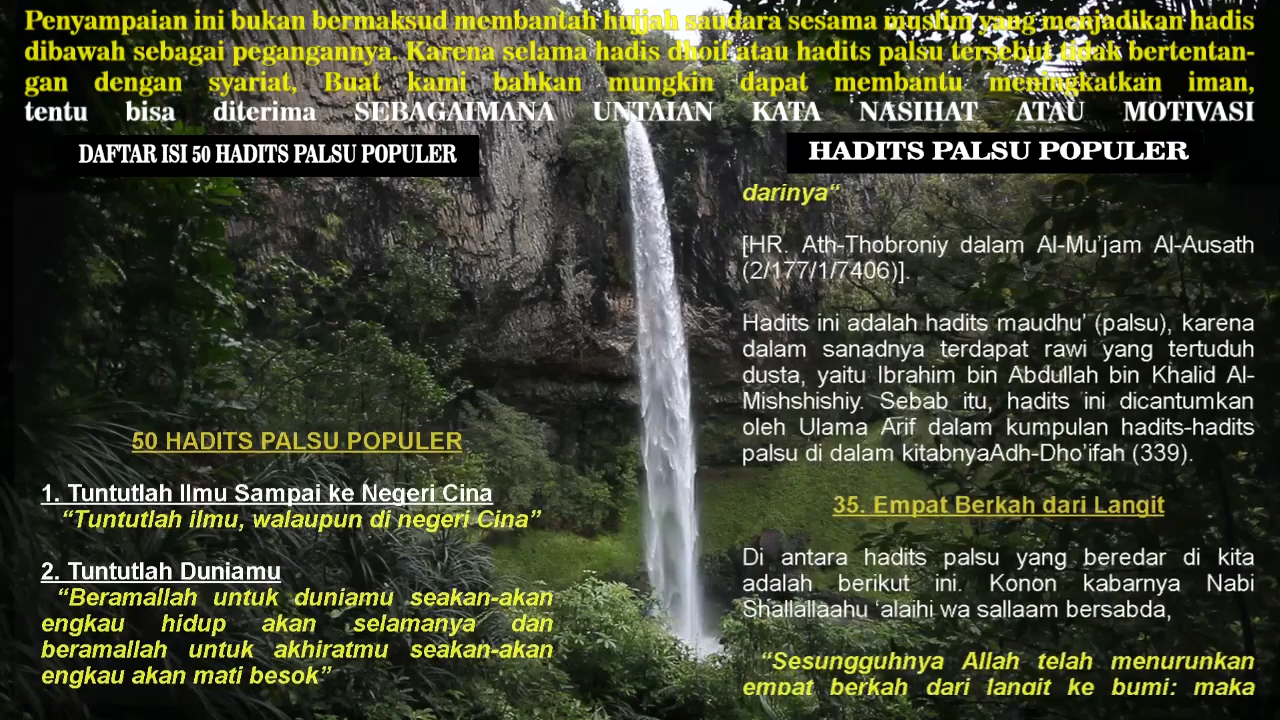 Penyampaian ini bukan bermaksud membantah hujjah saudara sesama muslim yang menjadikan hadis
dibawah sebagai pegangannya. Karena selama hadis dhoif atau hadits palsu tersebut tidak bertentan-
gan dengan syariat, Buat kami bahkan mungkin dapat membantu meningkatkan iman,
tentu bisa diterima SEBAGAIMANA UNTAIAN KATA NASIHAT ATAU MOTIVASI
DAFTAR ISI 50 HADITS PALSU POPULER
50 HADITS PALSU POPULER
1. Tuntutlah Ilmu Sampai ke Negeri Cina
“Tuntutlah ilmu, walaupun di negeri Cina”
2. Tuntutlah Duniamu
“Beramallah untuk duniamu seakan-akan
engkau hidup akan selamanya dan
beramallah untuk akhiratmu seakan-akan
engkau akan mati besok”
HADITS PALSU POPULER
darinya“
[HR. Ath-Thobroniy dalam Al-Mu’jam Al-Ausath
(2/177/1/7406)].
Hadits ini adalah hadits maudhu’ (palsu), karena
dalam sanadnya terdapat rawi yang tertuduh
dusta, yaitu Ibrahim bin Abdullah bin Khalid Al-
Mishshishiy. Sebab itu, hadits ini dicantumkan
oleh Ulama Arif dalam kumpulan hadits-hadits
palsu di dalam kitabnyaAdh-Dho’ifah (339).
35. Empat Berkah dari Langit
Di antara hadits palsu yang beredar di kita
adalah berikut ini. Konon kabarnya Nabi
Shallallaahu ‘alaihi wa sallaam bersabda,
“Sesungguhnya Allah telah menurunkan
empat berkah dari langit ke bumi: maka